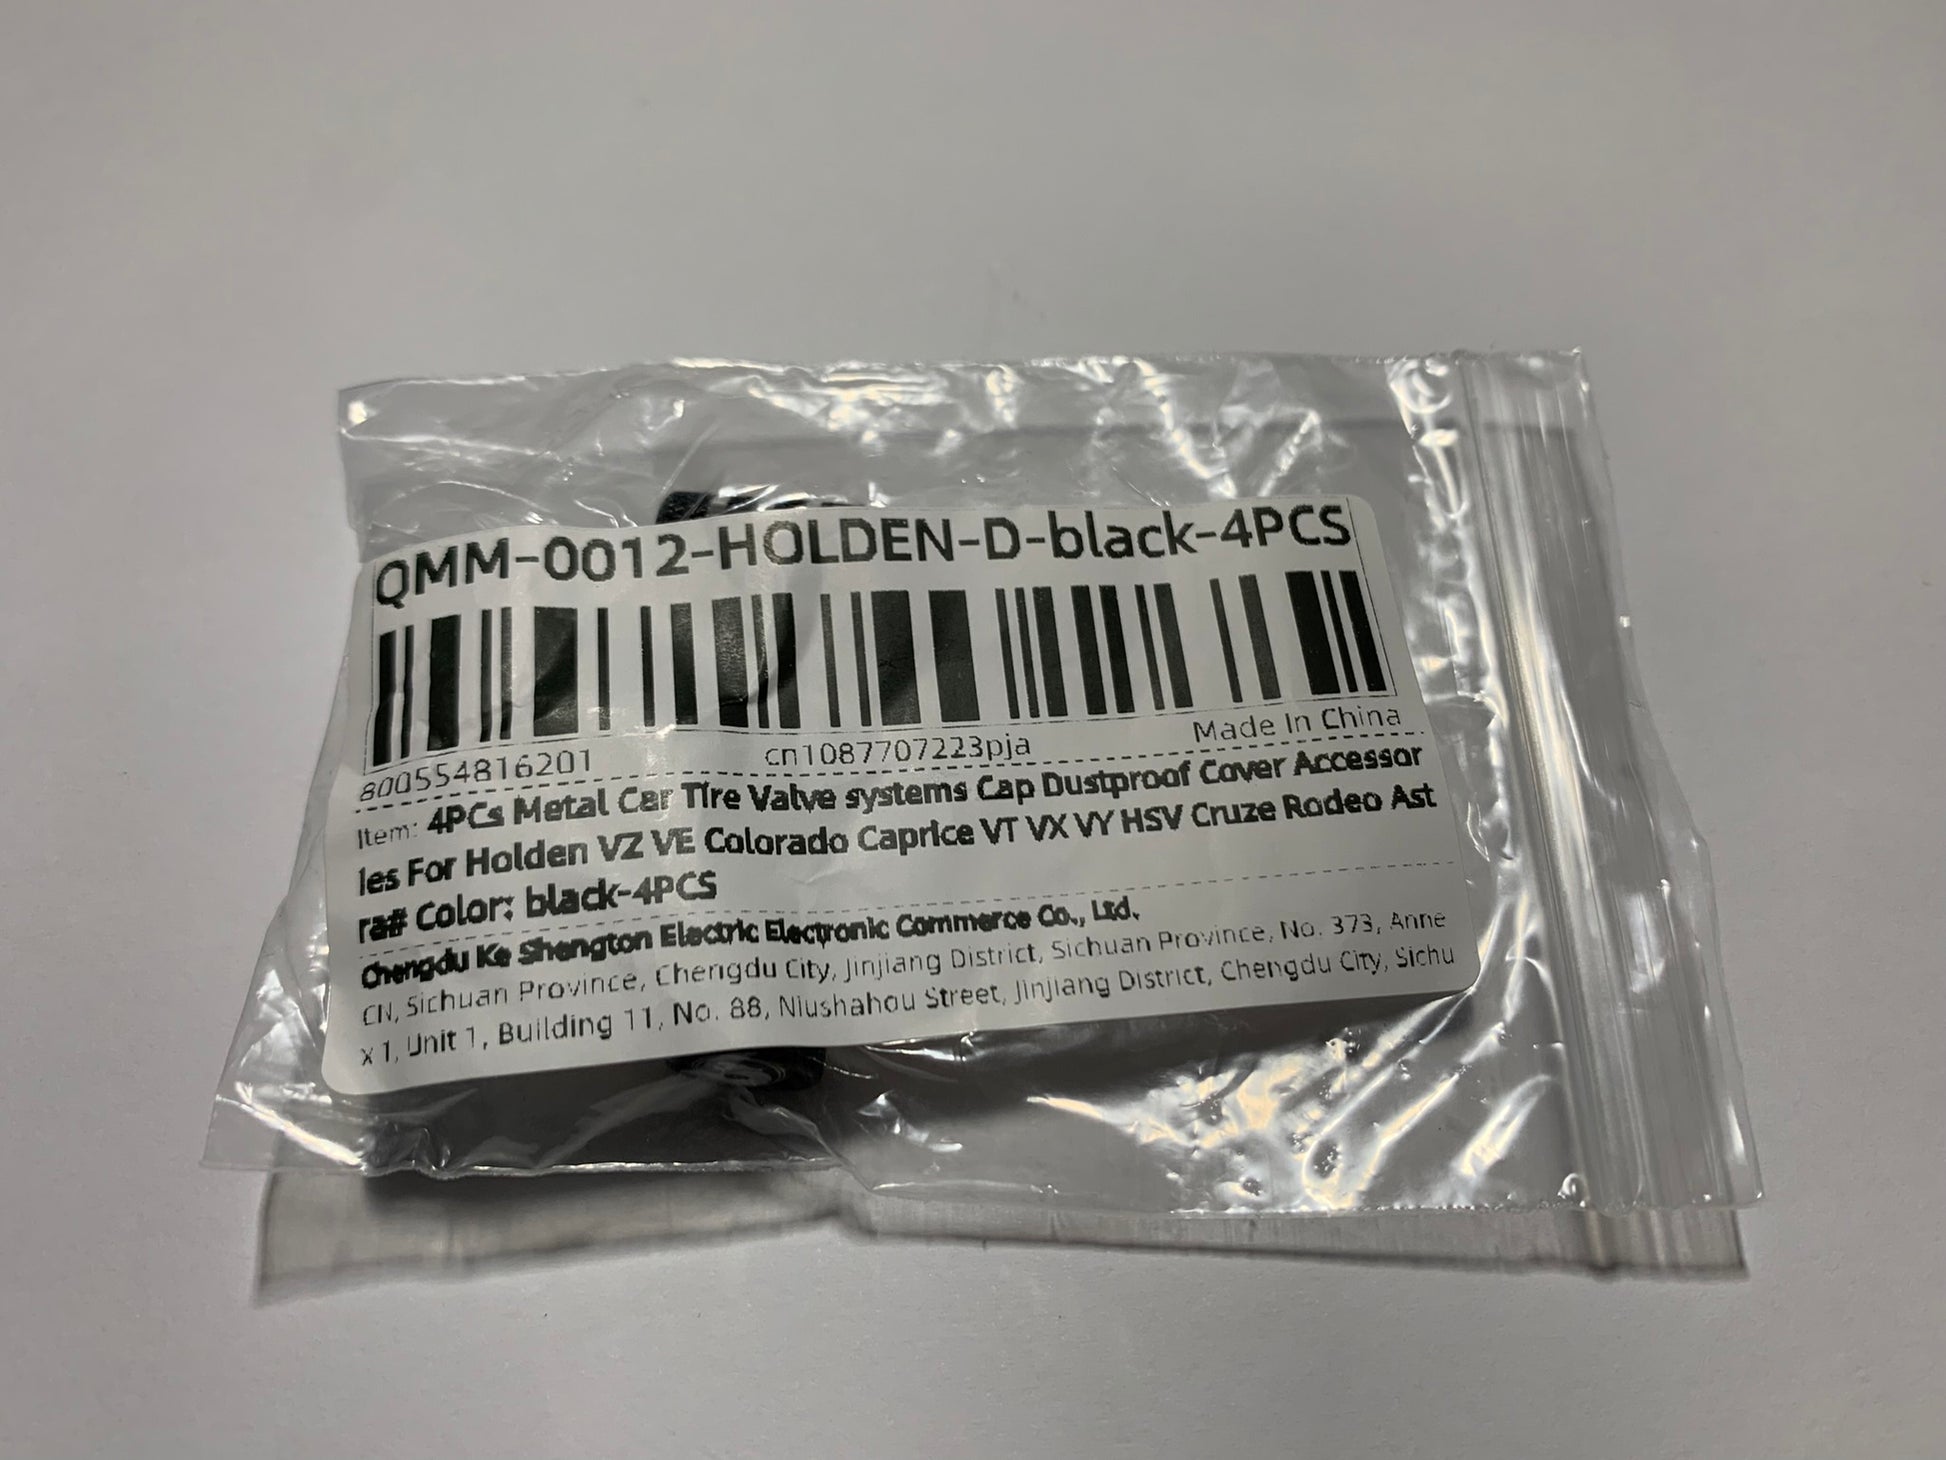 QMM-0012-HOLDEN-D-black-4PCS
800554816201 cn1087707223pja Made In China
Item: 4PCs Metal Car Tire Valve systems Cap Dustproof Cover Accessor
ies For Holden VZ VE Colorado Caprice VT VX VY HSV Cruze Rodeo Ast
ra# Color: black-4PCS
Chengdu Ke Shengton Electric Electronic Commerce Co., Ltd.
CN, Sichuan Province, Chengdu City, Jinjiang District, Sichuan Province, No. 373, Anne
x 1, Unit 1, Building 11, No. 88, Niushahou Street, Jinjiang District, Chengdu City, Sichu